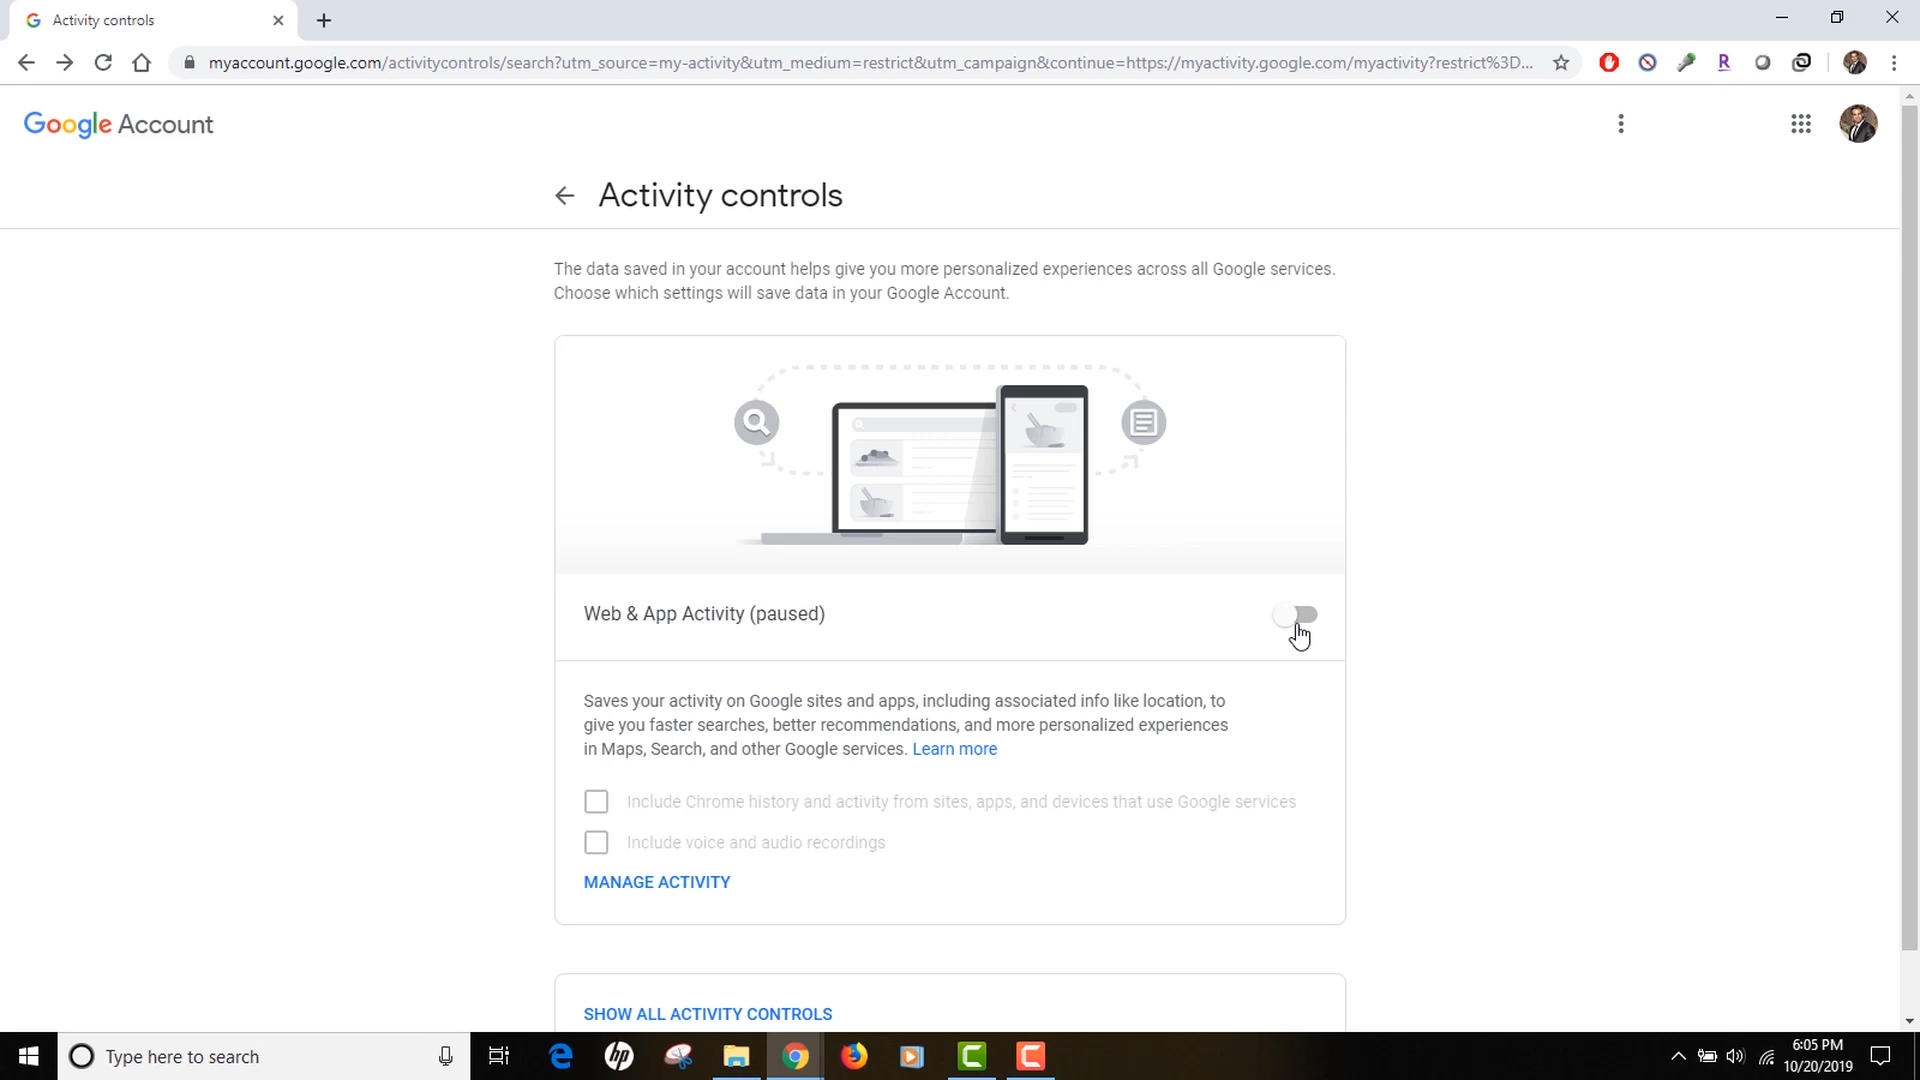 Activity controls
myaccount.google.com/activitycontrols/search?utm_source=my-activity&utm_medium=restrict&utm_campaign&continue=https://myactivity.google.com/myactivity?restrict%3D...
R
Google Account
Activity controls
The data saved in your account helps give you more personalized experiences across all Google services.
Choose which settings will save data in your Google Account.
Web & App Activity (paused)
Saves your activity on Google sites and apps, including associated info like location, to
give you faster searches, better recommendations, and more personalized experiences
in Maps, Search, and other Google services. Learn more
Include Chrome history and activity from sites, apps, and devices that use Google services
Include voice and audio recordings
MANAGE ACTIVITY
SHOW ALL ACTIVITY CONTROLS
Type here to search
hp
6:05 PM
10/20/2019